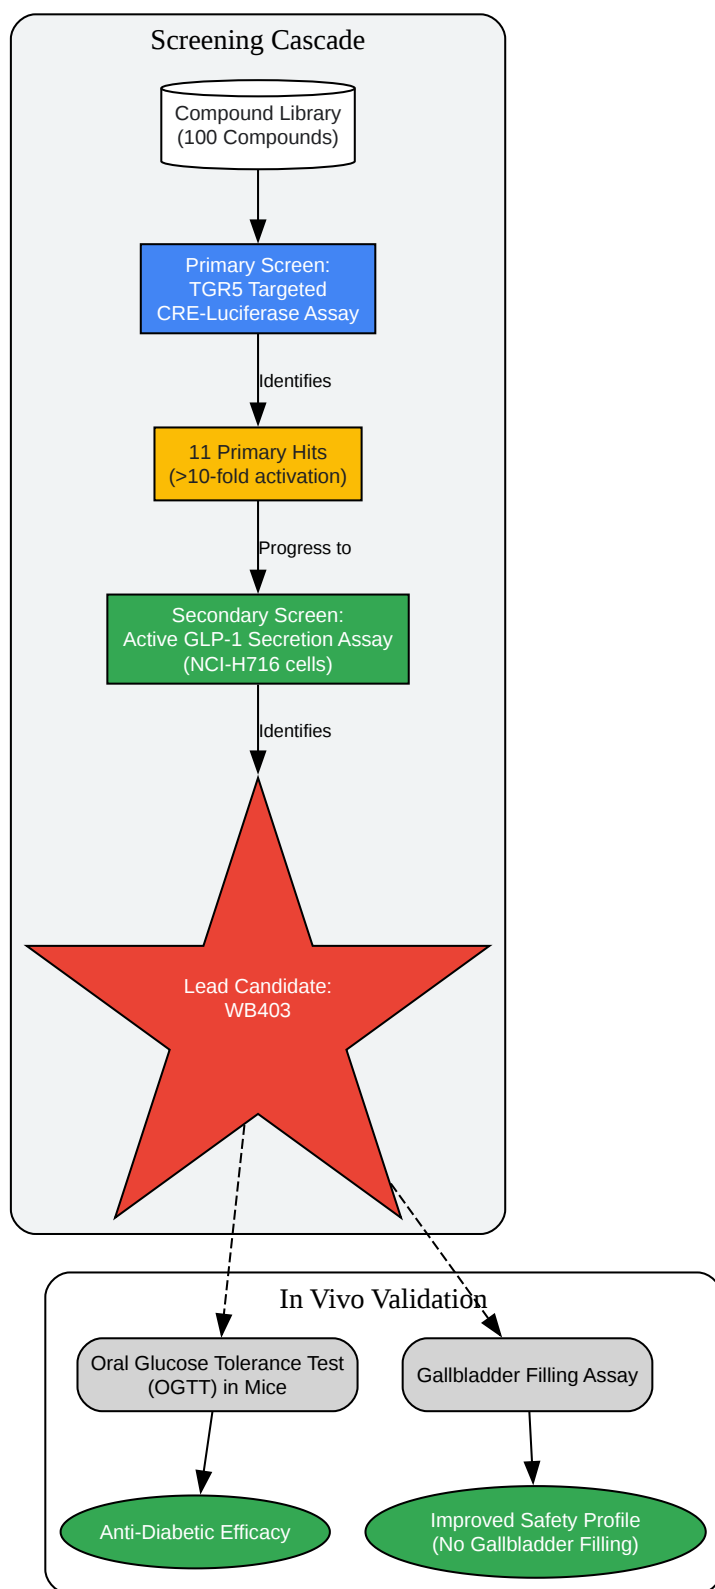 Screening Cascade
Compound Library
(100 Compounds)
Primary Screen:
TGR5 Targeted
CRE-Luciferase Assay
Identifies
11 Primary Hits
(>10-fold activation)
Progress to
Secondary Screen:
Active GLP-1 Secretion Assay
(NCI-H716 cells)
Identifies
Lead Candidate:
WB403
In Vivo Validation
Oral Glucose Tolerance Test
(OGTT) in Mice
Gallbladder Filling Assay
Anti-Diabetic Efficacy
Improved Safety Profile
(No Gallbladder Filling)